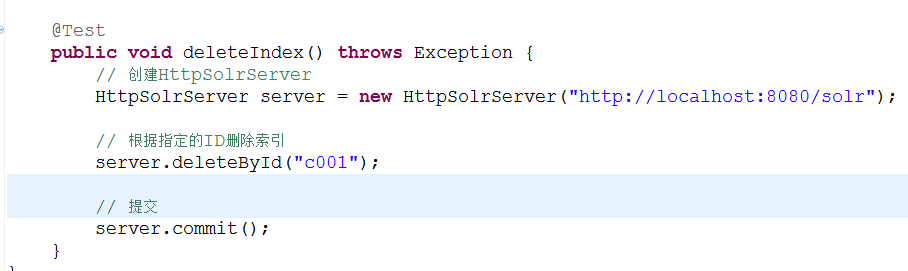 @Test
public void deleteIndex() throws Exception {
// 创建HttpSolrServer
HttpSolrServer server = new HttpSolrServer("http://localhost:8080/solr");
// 根据指定的ID删除索引
server.deleteById("c001");
// 提交
server.commit();
}